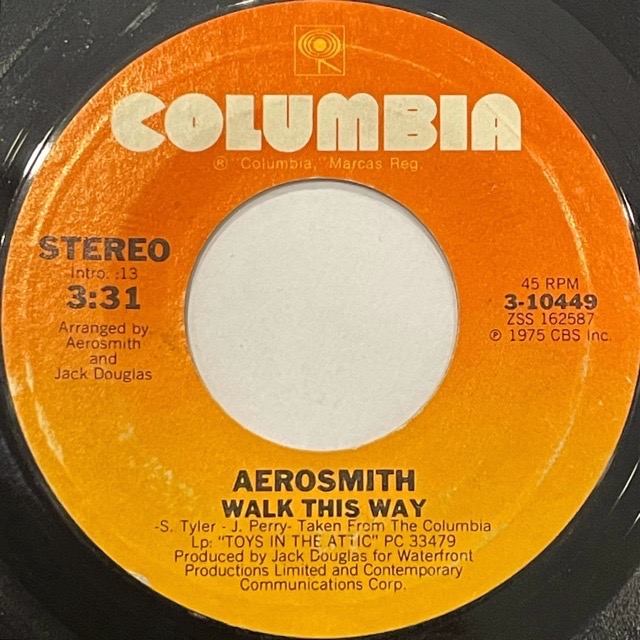 COLUMBIA
® "Columbia," Marcas Reg.
STEREO
Intro: :13
3:31
Arranged by
Aerosmith
and
Jack Douglas
45 RPM
3-10449
ZSS 162587
℗ 1975 CBS Inc.
AEROSMITH
WALK THIS WAY
-S. Tyler - J. Perry- Taken From The Columbia
Lp: "TOYS IN THE ATTIC" PC 33479
Produced by Jack Douglas for Waterfront
Productions Limited and Contemporary
Communications Corp.